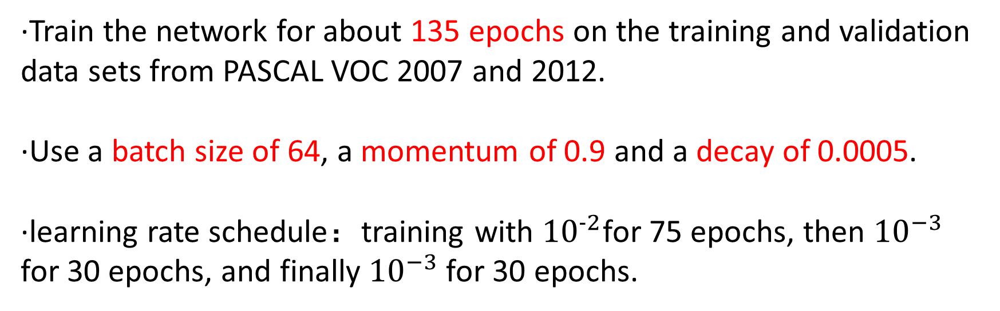 ·Train the network for about 135 epochs on the training and validation
data sets from PASCAL VOC 2007 and 2012.
·Use a batch size of 64, a momentum of 0.9 and a decay of 0.0005.
·learning rate schedule：training with 10⁻² for 75 epochs, then 10⁻³
for 30 epochs, and finally 10⁻³ for 30 epochs.